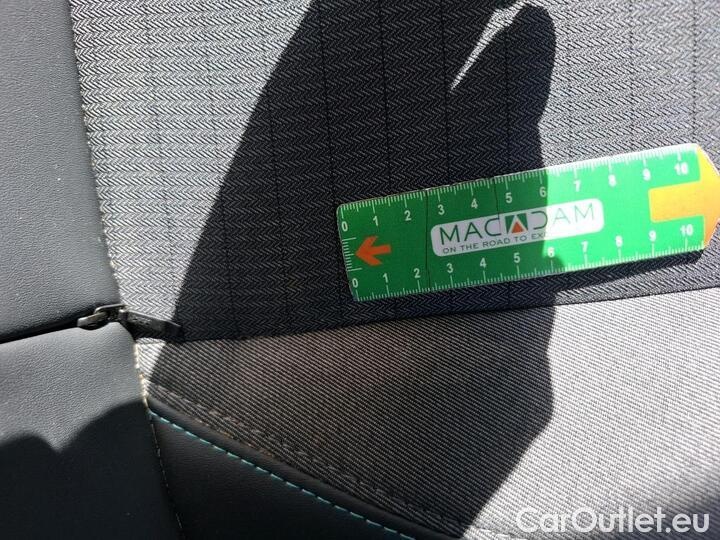 0 1 2 3 4 5 6 7 8 9 10
MACADAM
ON THE ROAD TO
0 1 2 3 4 5 6 7 8 9 10
CarOutlet.eu